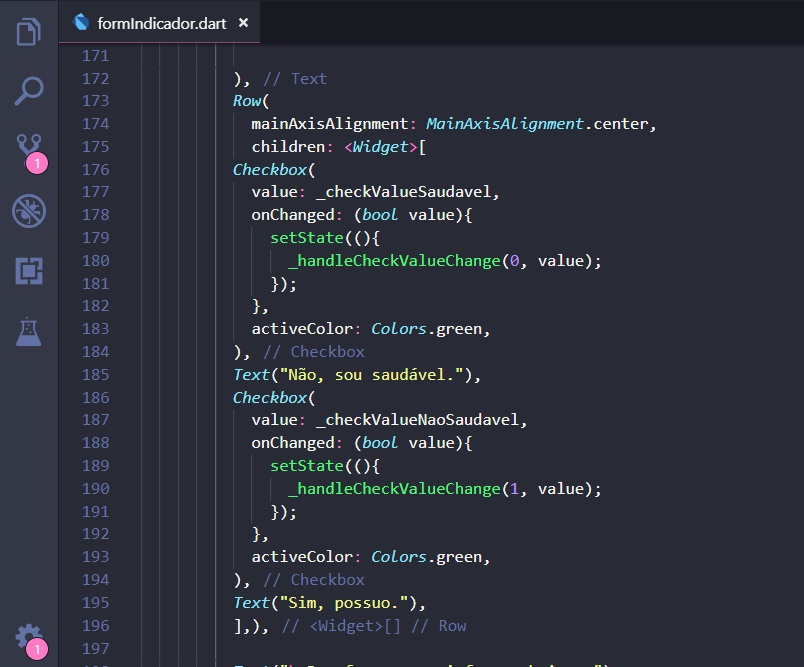 formIndicador.dart ×
171
172 ), // Text
173 Row(
174 mainAxisAlignment: MainAxisAlignment.center,
175 children: <Widget>[
176 Checkbox(
177 value: _checkValueSaudavel,
178 onChanged: (bool value){
179 setState((){
180 _handleCheckValueChange(0, value);
181 });
182 },
183 activeColor: Colors.green,
184 ), // Checkbox
185 Text("Não, sou saudável."),
186 Checkbox(
187 value: _checkValueNaoSaudavel,
188 onChanged: (bool value){
189 setState((){
190 _handleCheckValueChange(1, value);
191 });
192 },
193 activeColor: Colors.green,
194 ), // Checkbox
195 Text("Sim, possuo."),
196 ],), // <Widget>[] // Row
197
1
1